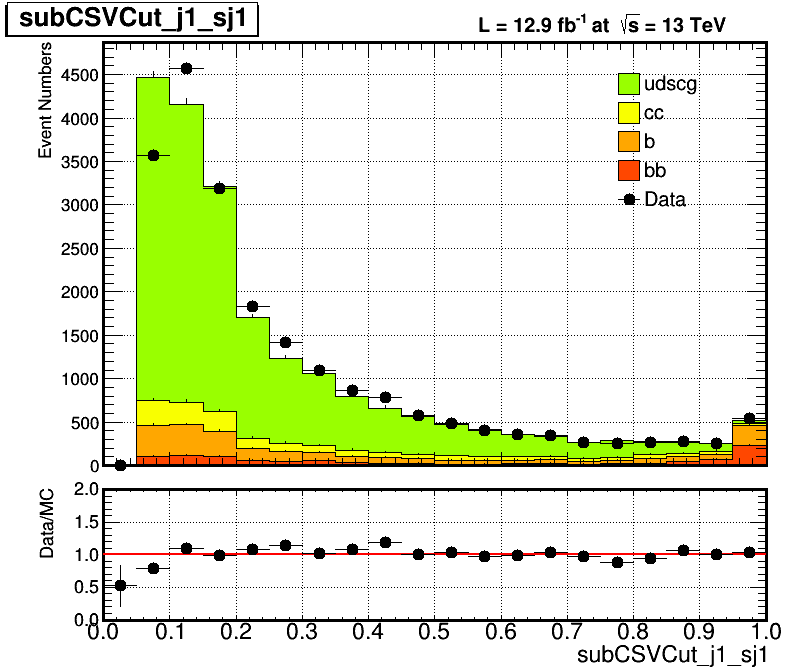 subCSVCut_j1_sj1
L = 12.9 fb⁻¹ at √s = 13 TeV
Event Numbers
4500
4000
3500
3000
2500
2000
1500
1000
500
0
udscg
cc
b
bb
Data
Data/MC
2.0
1.5
1.0
0.5
0.0
0.0 0.1 0.2 0.3 0.4 0.5 0.6 0.7 0.8 0.9 1.0
subCSVCut_j1_sj1